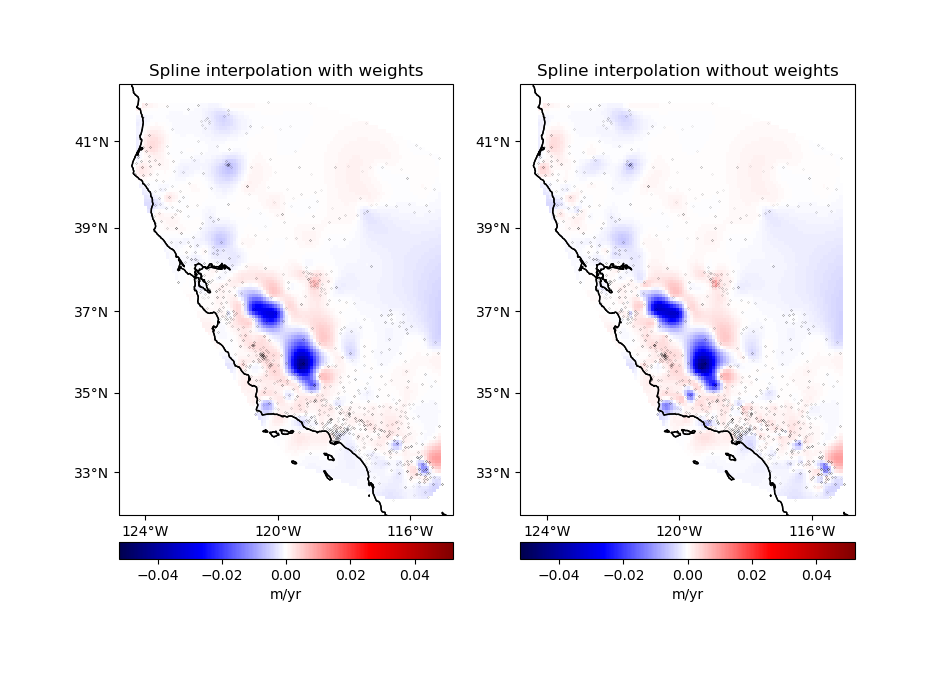 Spline interpolation with weights
Spline interpolation without weights
41°N
39°N
37°N
35°N
33°N
124°W 120°W 116°W
41°N
39°N
37°N
35°N
33°N
124°W 120°W 116°W
−0.04 −0.02 0.00 0.02 0.04
m/yr
−0.04 −0.02 0.00 0.02 0.04
m/yr